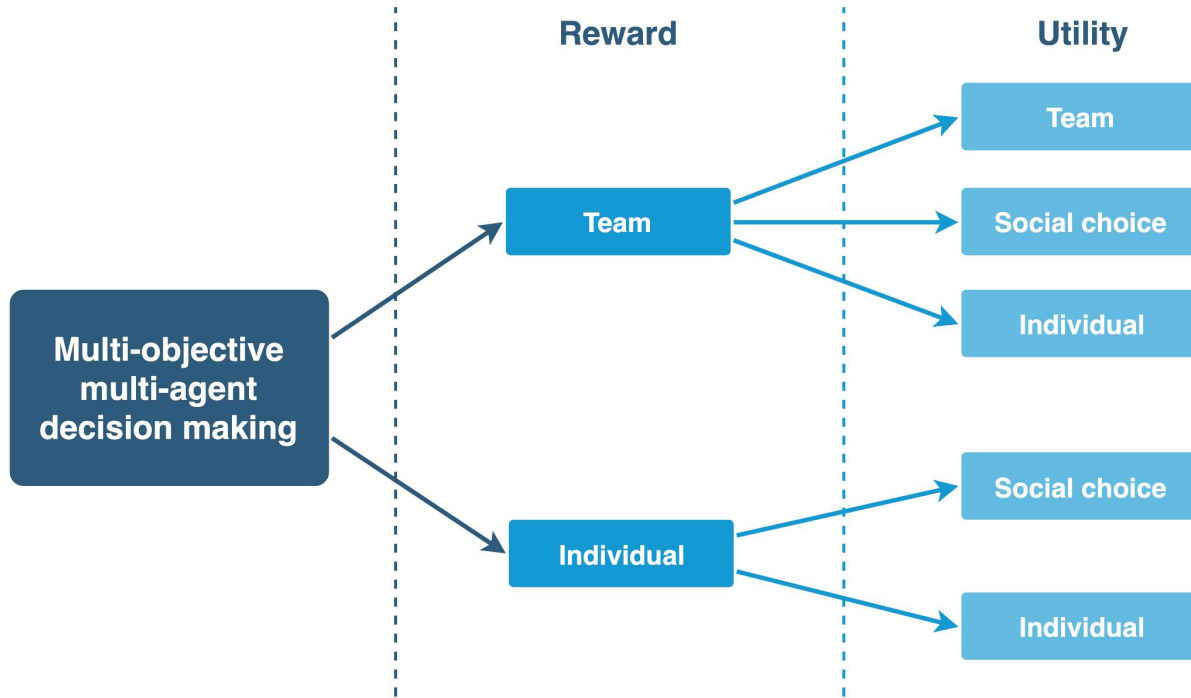 Reward
Utility
Team
Team
Social choice
Individual
Multi-objective
multi-agent
decision making
Individual
Social choice
Individual